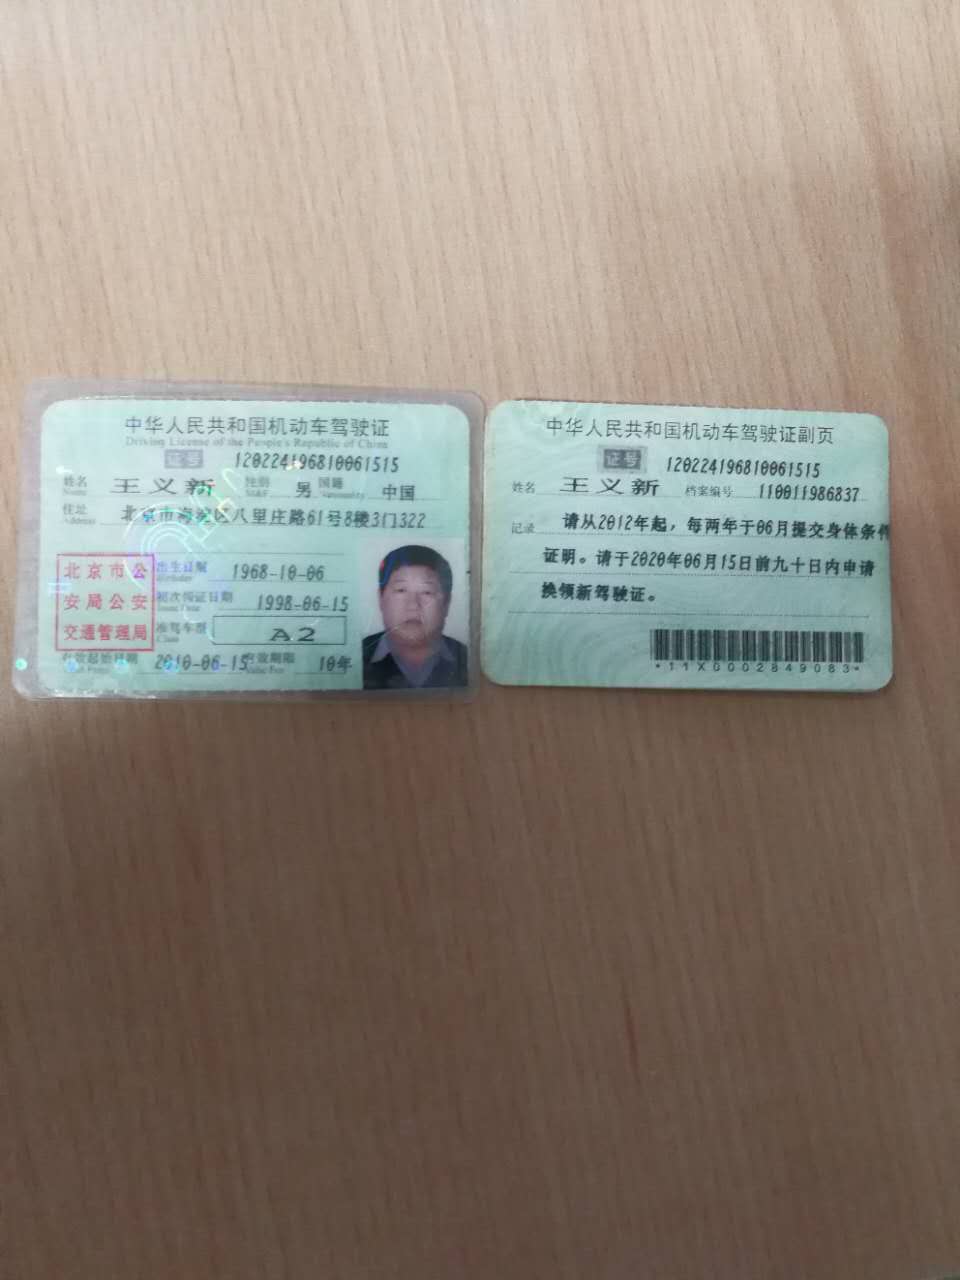 中华人民共和国机动车驾驶证
Driving License of the People's Republic of China
证号 120224196810061515
姓名 Name 王义新 性别 M&F 男 国籍 Nationality 中国
住址 Address 北京市海淀区八里庄路61号8楼3门322
北京市公
安局公安
交通管理局
出生日期 Birthday 1968-10-06
初次领证日期 Issue Date 1998-06-15
准驾车型 Class A2
有效起始日期 2010-06-15 有效期限 10年
中华人民共和国机动车驾驶证副页
证号 120224196810061515
姓名 王义新 档案编号 110011986837
记录 请从2012年起，每两年于06月提交身体条件
证明。请于2020年06月15日前九十日内申请
换领新驾驶证。
*11X0002849083*